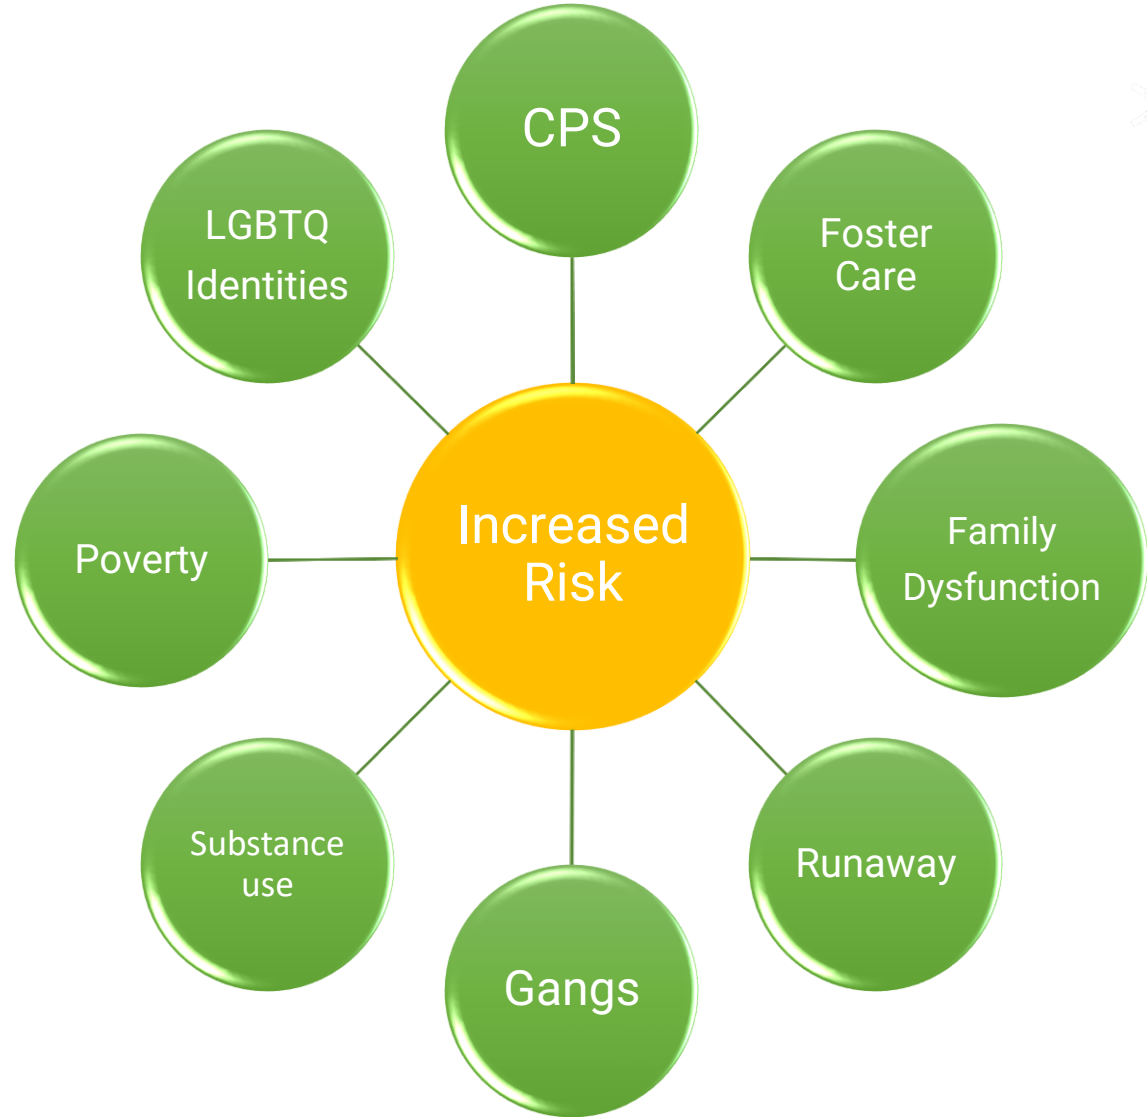 CPS
Foster
Care
Family
Dysfunction
Runaway
Gangs
Substance
use
Poverty
LGBTQ
Identities
Increased
Risk